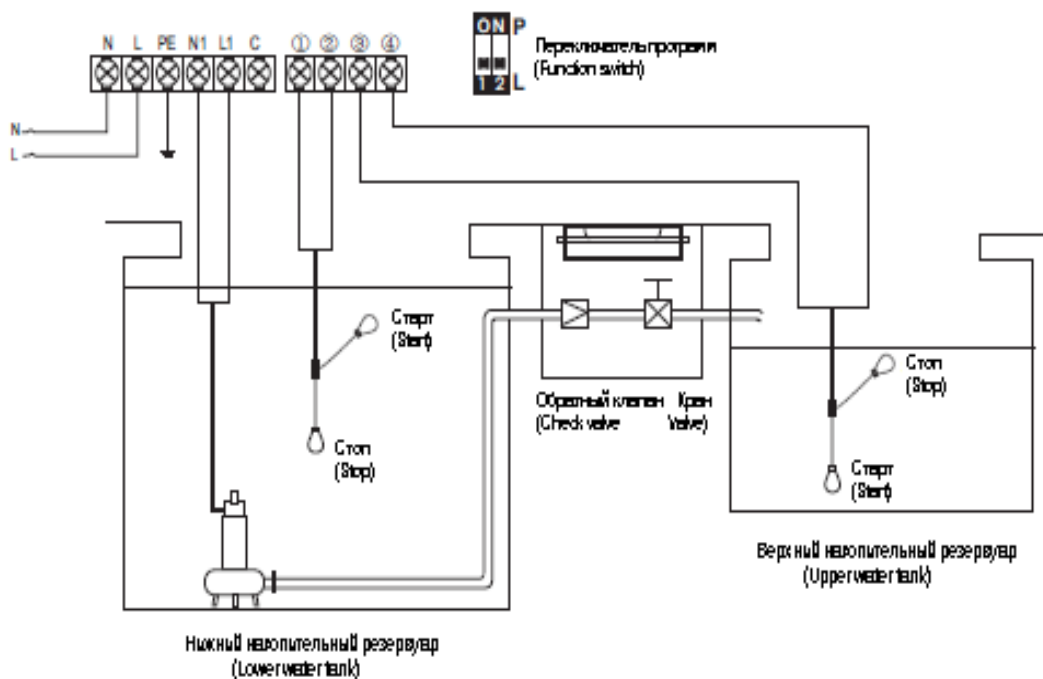 N L PE N1 L1 C ① ② ③ ④
ON P
1 2 L
Переключатель программ
(Function switch)
N
L
Старт
(Start)
Стоп
(Stop)
Обратный клапан Кран
(Check valve Valve)
Стоп
(Stop)
Старт
(Start)
Верхний накопительный резервуар
(Upper water tank)
Нижний накопительный резервуар
(Lower water tank)